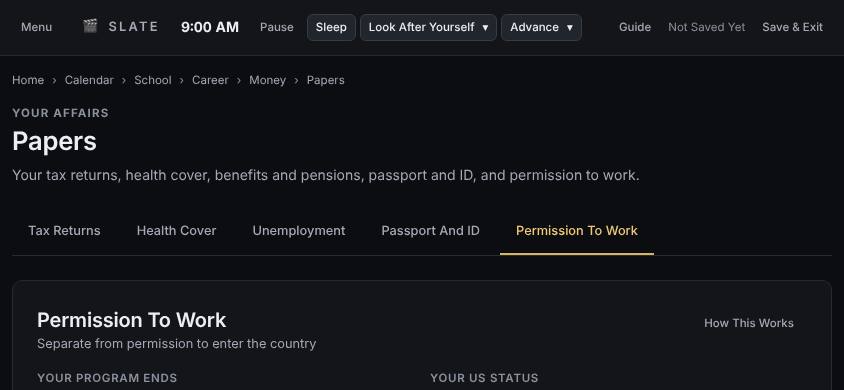 Menu 🎬 SLATE 9:00 AM Pause Sleep Look After Yourself ▾ Advance ▾ Guide Not Saved Yet Save & Exit
Home › Calendar › School › Career › Money › Papers
YOUR AFFAIRS
Papers
Your tax returns, health cover, benefits and pensions, passport and ID, and permission to work.
Tax Returns Health Cover Unemployment Passport And ID Permission To Work
Permission To Work
How This Works
Separate from permission to enter the country
YOUR PROGRAM ENDS YOUR US STATUS